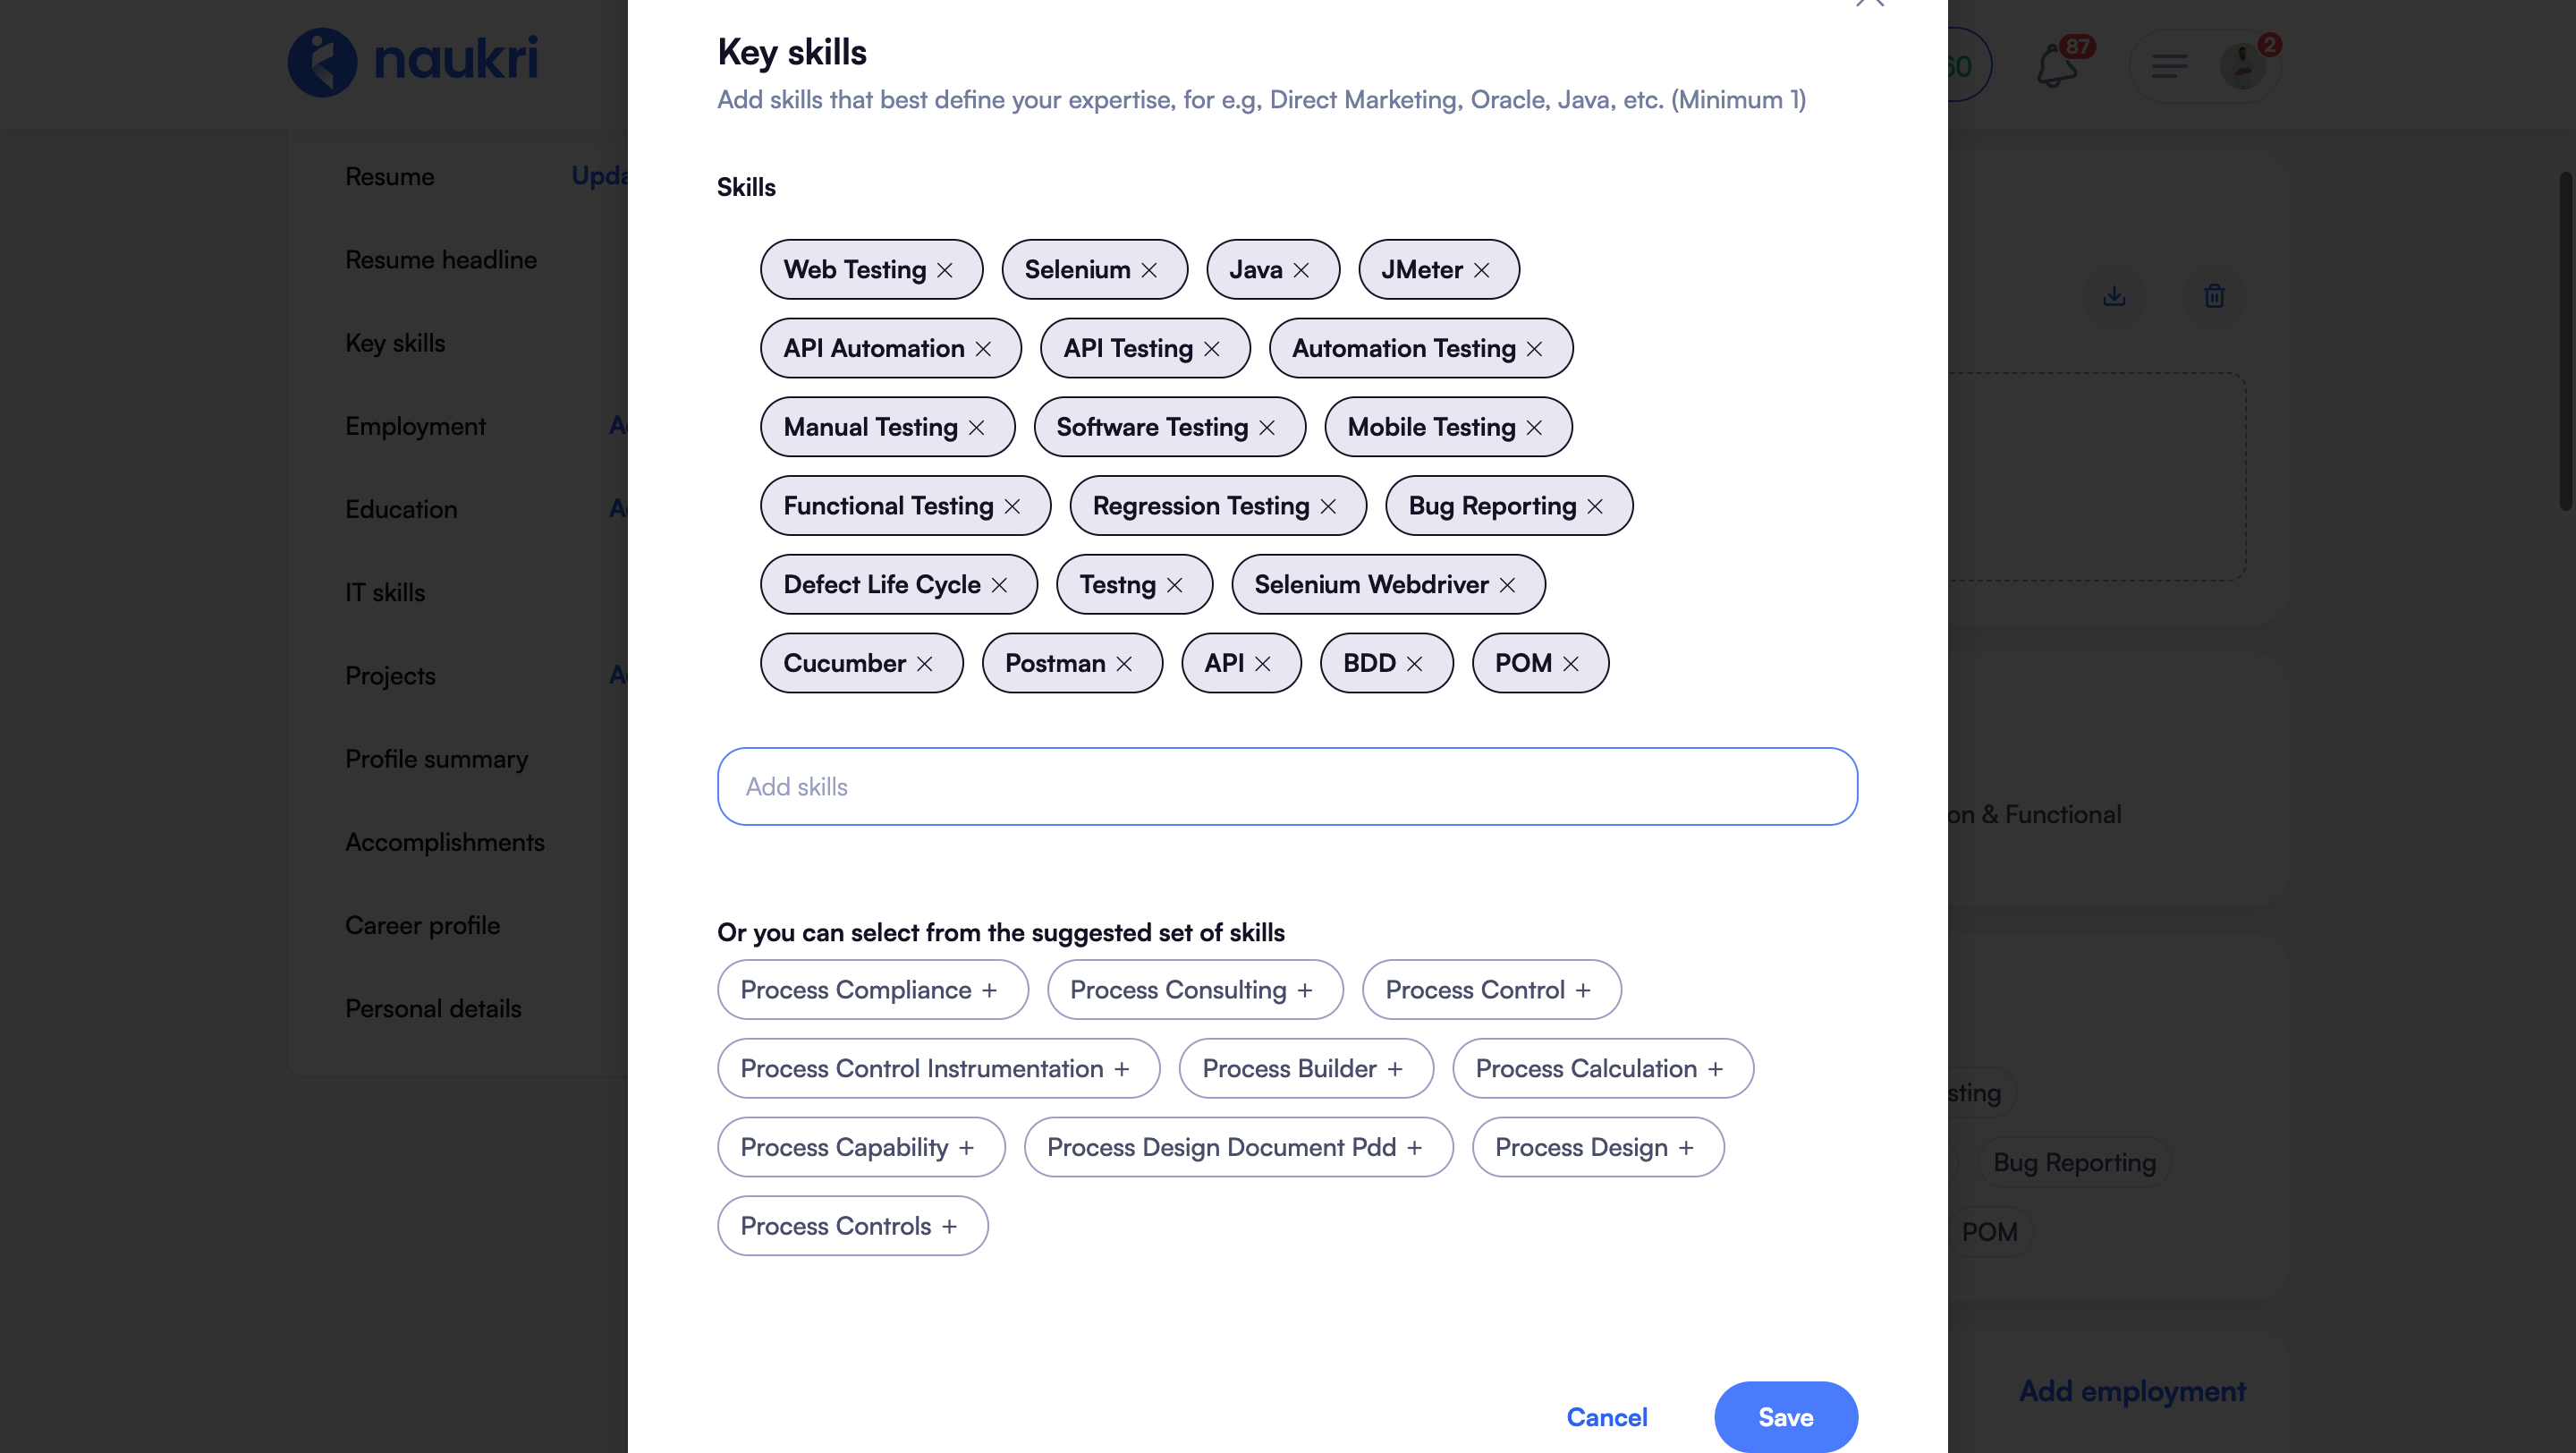 naukri
Resume
Resume headline
Key skills
Employment
Education
IT skills
Projects
Profile summary
Accomplishments
Career profile
Personal details
Key skills
Add skills that best define your expertise, for e.g, Direct Marketing, Oracle, Java, etc. (Minimum 1)
Skills
Web Testing Selenium Java JMeter
API Automation API Testing Automation Testing
Manual Testing Software Testing Mobile Testing
Functional Testing Regression Testing Bug Reporting
Defect Life Cycle Testng Selenium Webdriver
Cucumber Postman API BDD POM
Add skills
Or you can select from the suggested set of skills
Process Compliance + Process Consulting + Process Control +
Process Control Instrumentation + Process Builder + Process Calculation +
Process Capability + Process Design Document Pdd + Process Design +
Process Controls +
Cancel Save
87
2
& Functional
Bug Reporting
POM
Add employment